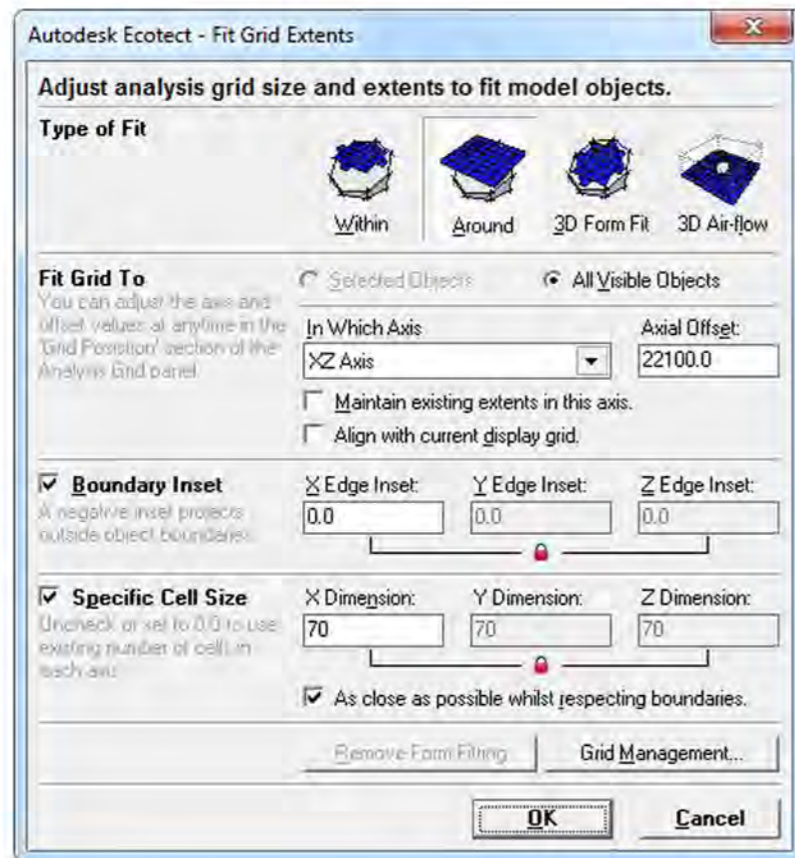 Autodesk Ecotect - Fit Grid Extents
Adjust analysis grid size and extents to fit model objects.
Type of Fit
Within
Around
3D Form Fit
3D Air-flow
Fit Grid To
You can adjust the axis and
offset values at anytime in the
'Grid Posistion' section of the
Analysis Grid panel.
Selected Objects
All Visible Objects
In Which Axis
Axial Offset:
XZ Axis
22100.0
Maintain existing extents in this axis.
Align with current display grid.
Boundary Inset
A negative inset projects
outside object boundaries.
X Edge Inset:
Y Edge Inset:
Z Edge Inset:
0.0
0.0
0.0
Specific Cell Size
Uncheck or set to 0.0 to use
existing number of cells in
each axis.
X Dimension:
Y Dimension:
Z Dimension:
70
70
70
As close as possible whilst respecting boundaries.
Remove Form Fitting
Grid Management...
OK
Cancel